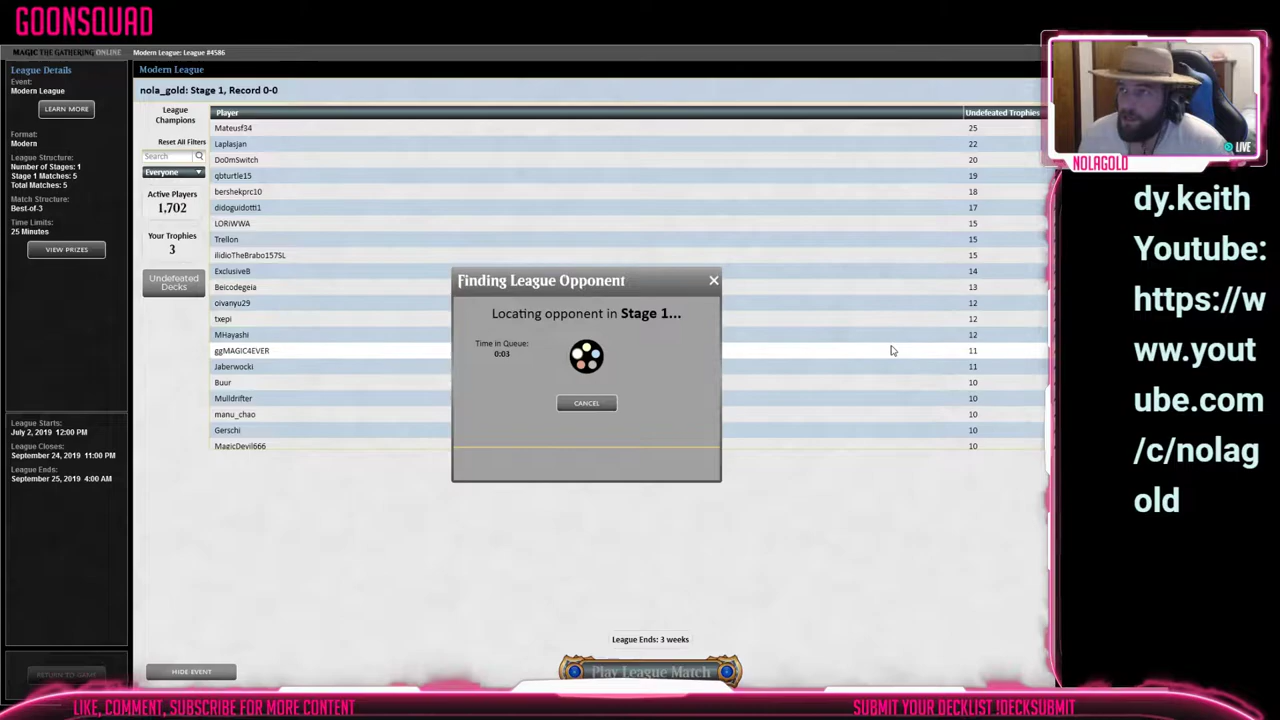 GOONSQUAD
MAGIC THE GATHERING ONLINE
Modern League: League #4586
League Details
Event:
Modern League
LEARN MORE
Format:
Modern
League Structure:
Number of Stages: 1
Stage 1 Matches: 5
Total Matches: 5
Match Structure:
Best-of-3
Time Limits:
25 Minutes
VIEW PRIZES
League Starts:
July 2, 2019 12:00 PM
League Closes:
September 24, 2019 11:00 PM
League Ends:
September 25, 2019 4:00 AM
RETURN TO GAME
Modern League
nola_gold: Stage 1, Record 0-0
League
Champions
Reset All Filters
Search
Everyone
Active Players
1,702
Your Trophies
3
Undefeated
Decks
Player Undefeated Trophies
Mateusf34 25
Laplasjan 22
Do0mSwitch 20
qbturtle15 19
bershekprc10 18
didoguidotti1 17
LORiWWA 15
Trellon 15
ilidioTheBrabo157SL 15
ExclusiveB 14
Beicodegeia 13
oivanyu29 12
txepi 12
MHayashi 12
ggMAGIC4EVER 11
Jaberwocki 11
Buur 10
Mulldrifter 10
manu_chao 10
Gerschi 10
MagicDevil666 10
Finding League Opponent
Locating opponent in Stage 1...
Time in Queue:
0:03
CANCEL
League Ends: 3 weeks
HIDE EVENT
Play League Match
LIVE
NOLAGOLD
dy.keith
Youtube:
https://w
ww.yout
ube.com
/c/nolag
old
LIKE, COMMENT, SUBSCRIBE FOR MORE CONTENT
SUBMIT YOUR DECKLIST !DECKSUBMIT